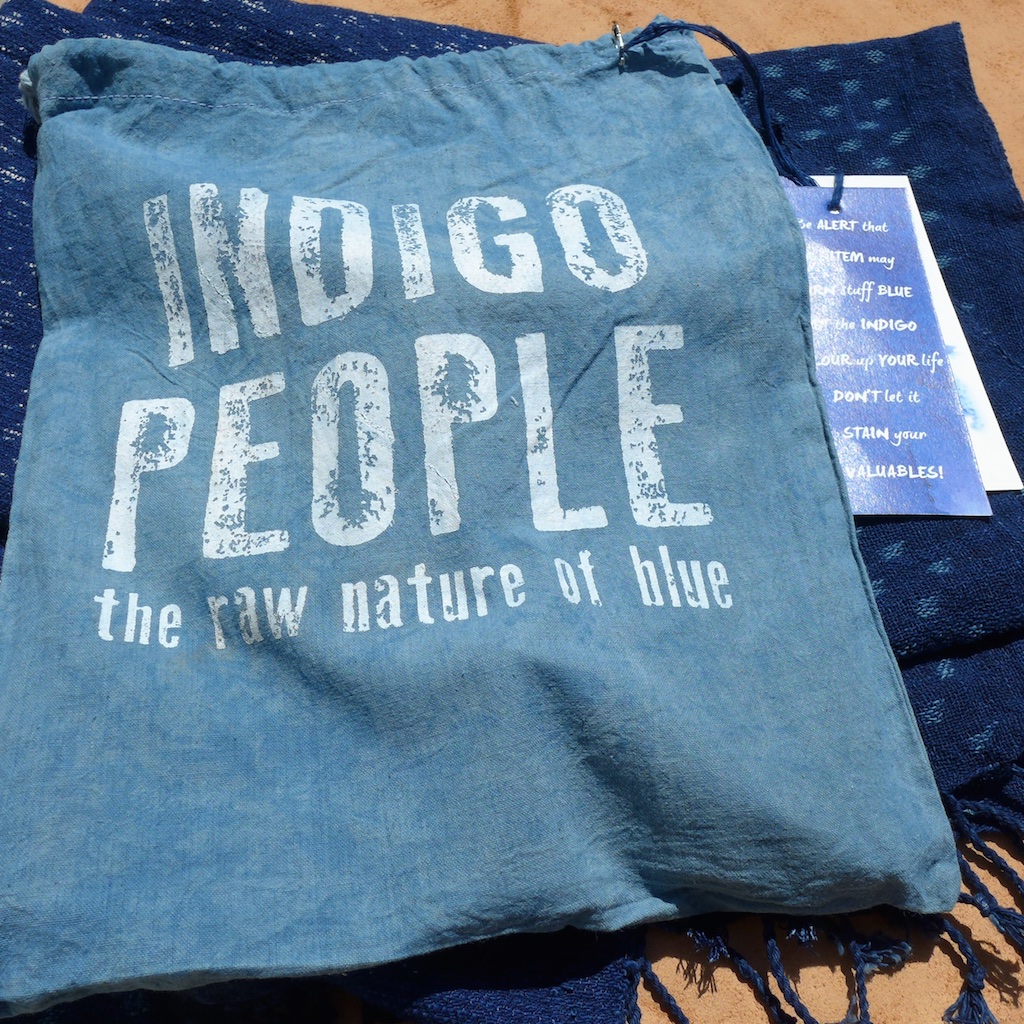 INDIGO
PEOPLE
the raw nature of blue
Be ALERT that
ITEM may
stuff BLUE
the INDIGO
up YOUR life
DON'T let it
STAIN your
VALUABLES!